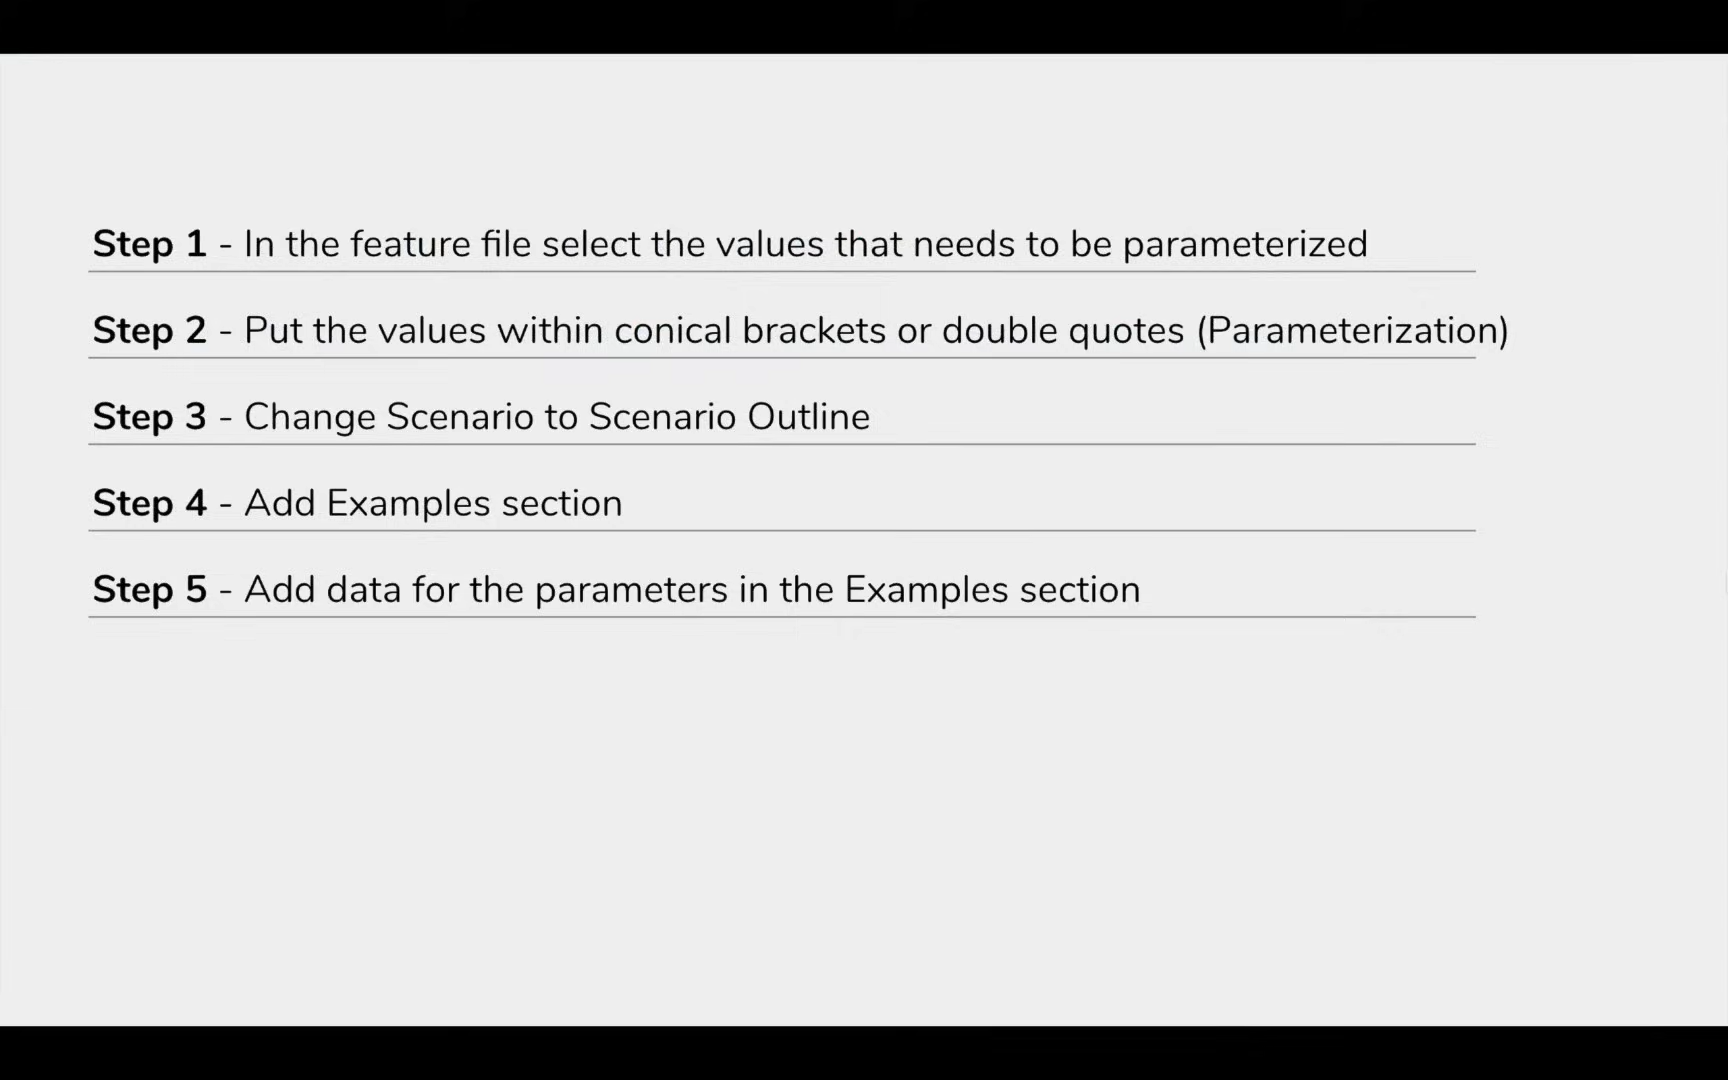 Step 1 - In the feature file select the values that needs to be parameterized
Step 2 - Put the values within conical brackets or double quotes (Parameterization)
Step 3 - Change Scenario to Scenario Outline
Step 4 - Add Examples section
Step 5 - Add data for the parameters in the Examples section